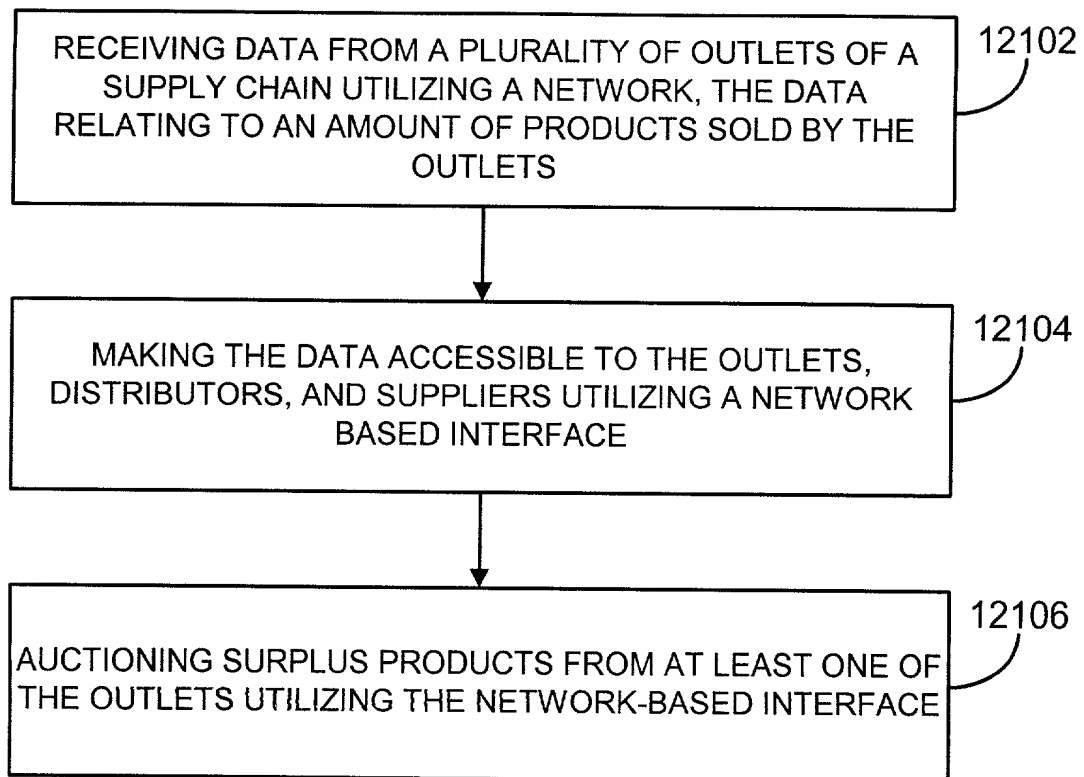 RECEIVING DATA FROM A PLURALITY OF OUTLETS OF A
SUPPLY CHAIN UTILIZING A NETWORK, THE DATA
RELATING TO AN AMOUNT OF PRODUCTS SOLD BY THE
OUTLETS
12102
MAKING THE DATA ACCESSIBLE TO THE OUTLETS,
DISTRIBUTORS, AND SUPPLIERS UTILIZING A NETWORK
BASED INTERFACE
12104
AUCTIONING SURPLUS PRODUCTS FROM AT LEAST ONE OF
THE OUTLETS UTILIZING THE NETWORK-BASED INTERFACE
12106